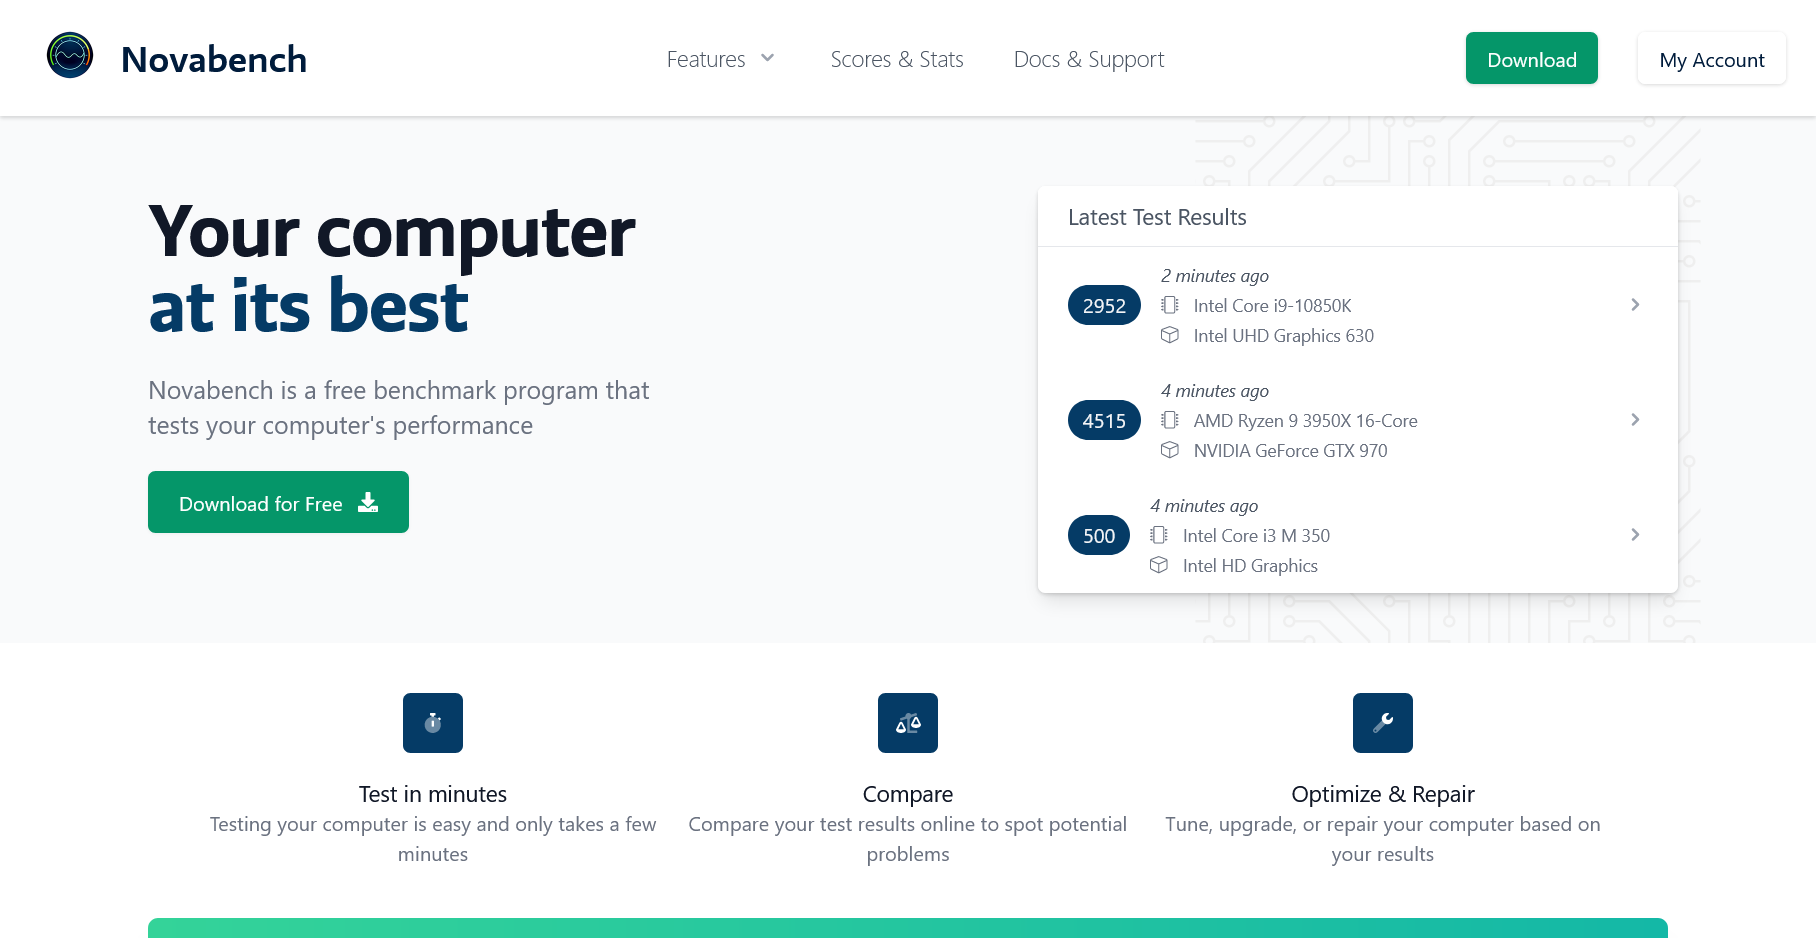 Novabench
Features
Scores & Stats
Docs & Support
Download
My Account
Your computer
at its best
Novabench is a free benchmark program that
tests your computer's performance
Download for Free
Latest Test Results
2952
2 minutes ago
Intel Core i9-10850K
Intel UHD Graphics 630
4515
4 minutes ago
AMD Ryzen 9 3950X 16-Core
NVIDIA GeForce GTX 970
500
4 minutes ago
Intel Core i3 M 350
Intel HD Graphics
Test in minutes
Testing your computer is easy and only takes a few
minutes
Compare
Compare your test results online to spot potential
problems
Optimize & Repair
Tune, upgrade, or repair your computer based on
your results